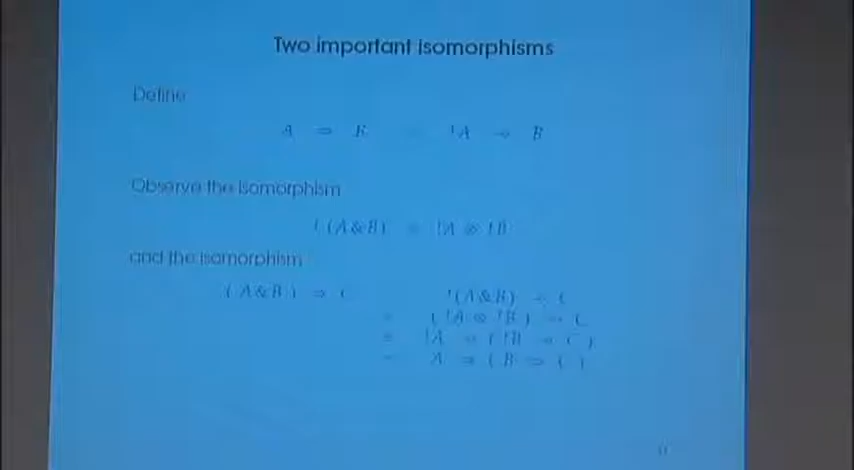 Two important isomorphisms
Define
A ⇒ B = !A ⊸ B
Observe the isomorphism
!(A&B) ≅ !A ⊗ !B
and the isomorphism
(A&B) ⇒ C = !(A&B) ⊸ C
≅ (!A ⊗ !B) ⊸ C
≅ !A ⊸ (!B ⊸ C)
= A ⇒ (B ⇒ C)